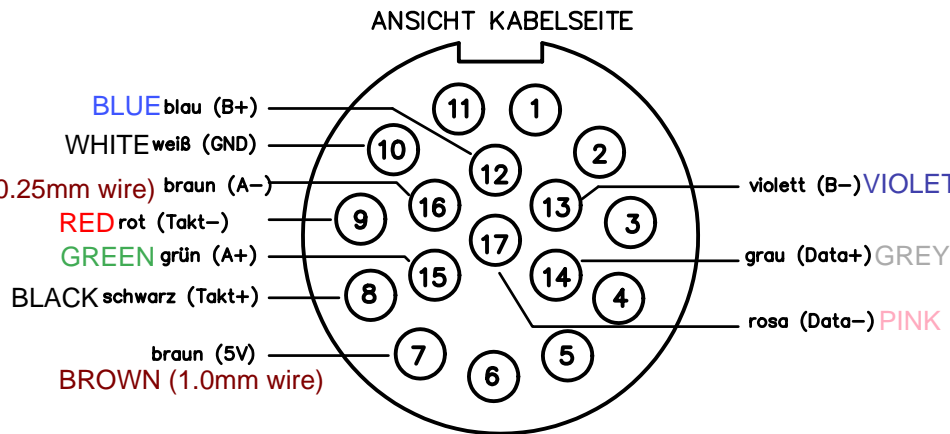 ANSICHT KABELSEITE
11 1
BLUE blau (B+)
WHITE weiß (GND)
10 2
12
0.25mm wire) braun (A-)
violett (B-) VIOLET
16 13
RED rot (Takt-)
9 3
17
GREEN grün (A+)
grau (Data+) GREY
15 14
BLACK schwarz (Takt+)
8 4
rosa (Data-) PINK
braun (5V)
7 5
6
BROWN (1.0mm wire)